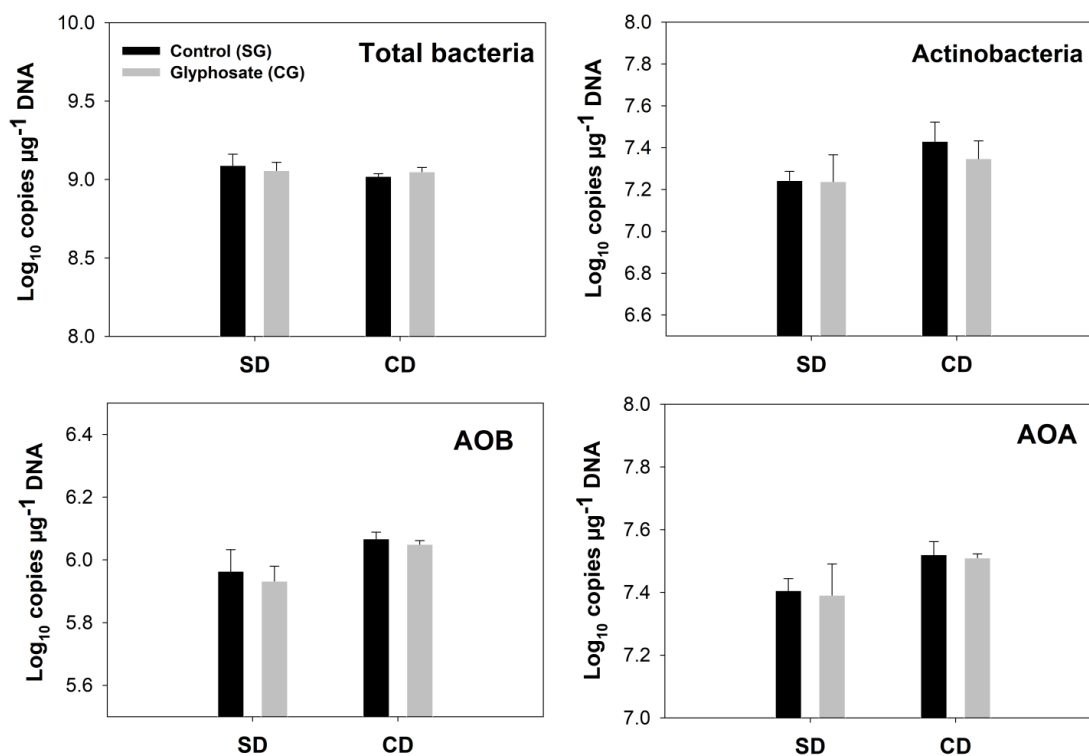 Log₁₀ copies µg⁻¹ DNA
10.0
9.5
9.0
8.5
8.0
Control (SG)
Glyphosate (CG)
Total bacteria
SD CD
Log₁₀ copies µg⁻¹ DNA
8.0
7.8
7.6
7.4
7.2
7.0
6.8
6.6
Actinobacteria
SD CD
Log₁₀ copies µg⁻¹ DNA
6.4
6.2
6.0
5.8
5.6
AOB
SD CD
Log₁₀ copies µg⁻¹ DNA
8.0
7.8
7.6
7.4
7.2
7.0
AOA
SD CD